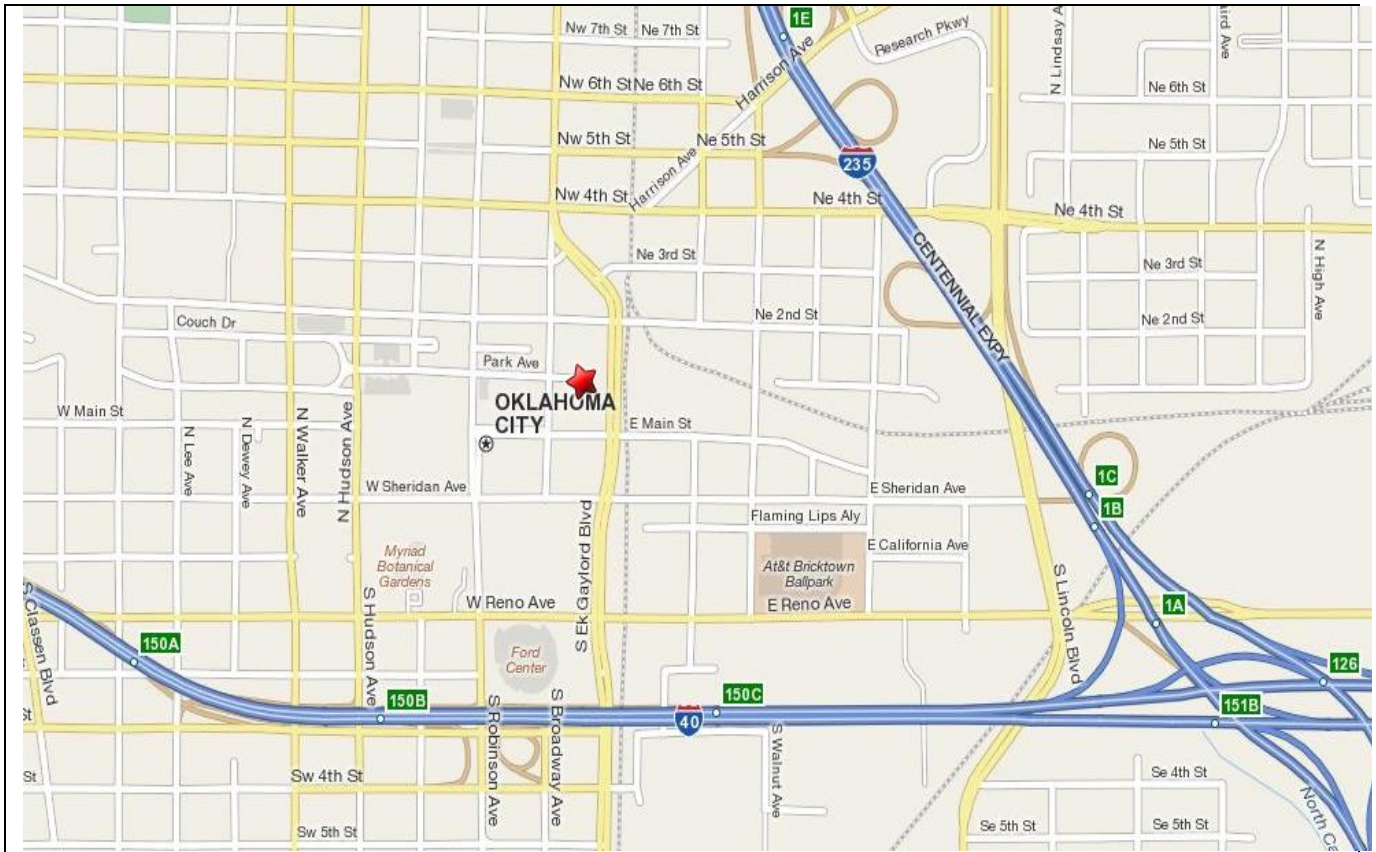 1E
Nw 7th St
Ne 7th St
Research Pkwy
N Lindsay A
aird Ave
Nw 6th St
Ne 6th St
Harrison Ave
Ne 6th St
Nw 5th St
Ne 5th St
Ne 5th St
235
Harrison Ave
Nw 4th St
Ne 4th St
Ne 4th St
CENTENNIAL EXPY
Ne 3rd St
Ne 3rd St
N High Ave
Couch Dr
Ne 2nd St
Ne 2nd St
Park Ave
OKLAHOMA
CITY
W Main St
E Main St
N Lee Ave
N Dewey Ave
N Walker Ave
N Hudson Ave
W Sheridan Ave
E Sheridan Ave
1C
1B
Flaming Lips Aly
S Ek Gaylord Blvd
E California Ave
Myriad
Botanical
Gardens
At&t Bricktown
Ballpark
W Reno Ave
E Reno Ave
S Lincoln Blvd
1A
S Classen Blvd
150A
S Hudson Ave
Ford
Center
126
150B
150C
151B
40
S Robinson Ave
S Broadway Ave
S Walnut Ave
St
Sw 4th St
Se 4th St
Sw 5th St
Se 5th St
Se 5th St
North Ca